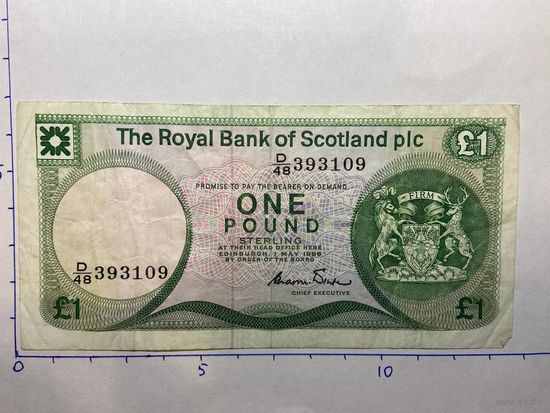 The Royal Bank of Scotland plc
£1
D/48 393109
PROMISE TO PAY THE BEARER ON DEMAND
ONE
POUND
STERLING
AT THEIR HEAD OFFICE HERE
EDINBURGH, 1 MAY 1986
BY ORDER OF THE BOARD
FIRM
D/48 393109
CHIEF EXECUTIVE
£1
£1
0 5 10